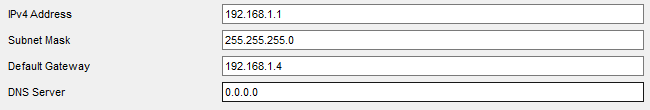 IPv4 Address 192.168.1.1
Subnet Mask 255.255.255.0
Default Gateway 192.168.1.4
DNS Server 0.0.0.0